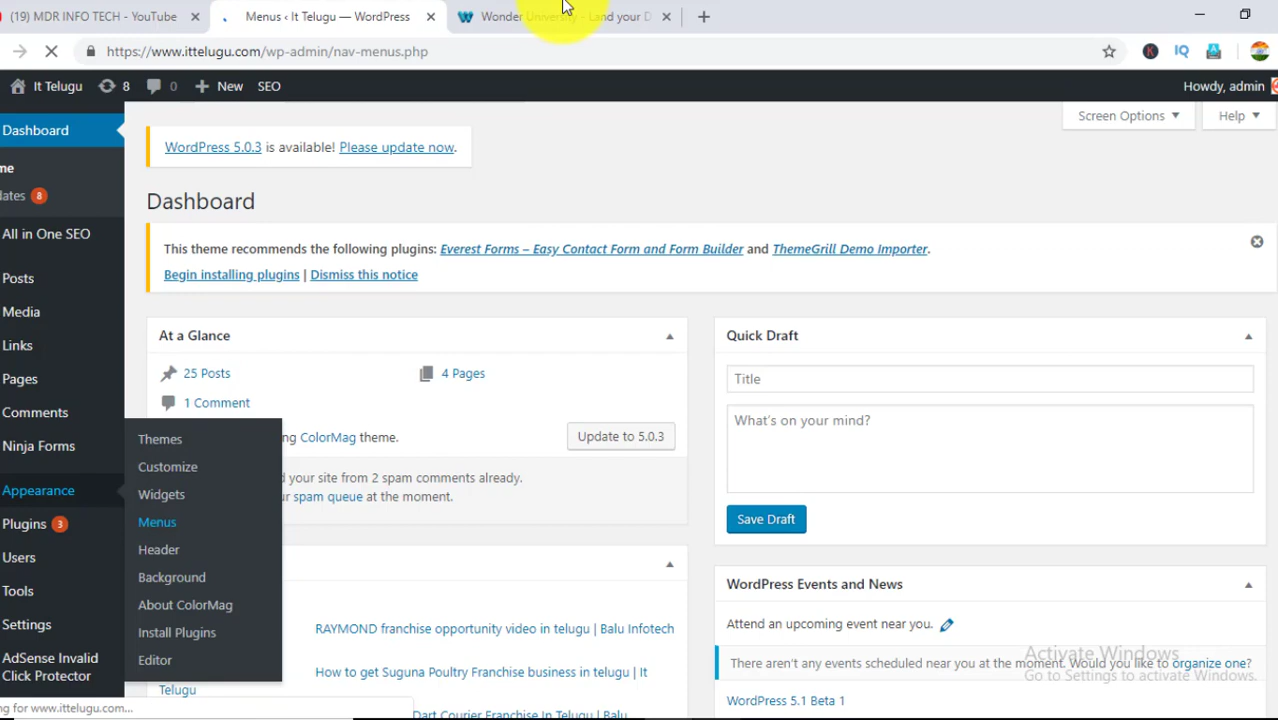 (19) MDR INFO TECH - YouTube
Menus ‹ It Telugu — WordPress
Wonder University - Land your D
https://www.ittelugu.com/wp-admin/nav-menus.php
It Telugu 8 0 New SEO
Howdy, admin
Screen Options
Help
Dashboard
me
dates 8
All in One SEO
Posts
Media
Links
Pages
Comments
Ninja Forms
Appearance
Plugins 3
Users
Tools
Settings
AdSense Invalid
Click Protector
Themes
Customize
Widgets
Menus
Header
Background
About ColorMag
Install Plugins
Editor
WordPress 5.0.3 is available! Please update now.
Dashboard
This theme recommends the following plugins: Everest Forms – Easy Contact Form and Form Builder and ThemeGrill Demo Importer.
Begin installing plugins | Dismiss this notice
At a Glance
25 Posts
4 Pages
1 Comment
ng ColorMag theme.
Update to 5.0.3
d your site from 2 spam comments already.
ur spam queue at the moment.
RAYMOND franchise opportunity video in telugu | Balu Infotech
How to get Suguna Poultry Franchise business in telugu | It
Telugu
Dart Courier Franchise In Telugu | Balu
Quick Draft
Title
What's on your mind?
Save Draft
WordPress Events and News
Attend an upcoming event near you.
There aren't any events scheduled near you at the moment. Would you like to organize one?
WordPress 5.1 Beta 1
Activate Windows
Go to Settings to activate Windows.
ng for www.ittelugu.com...